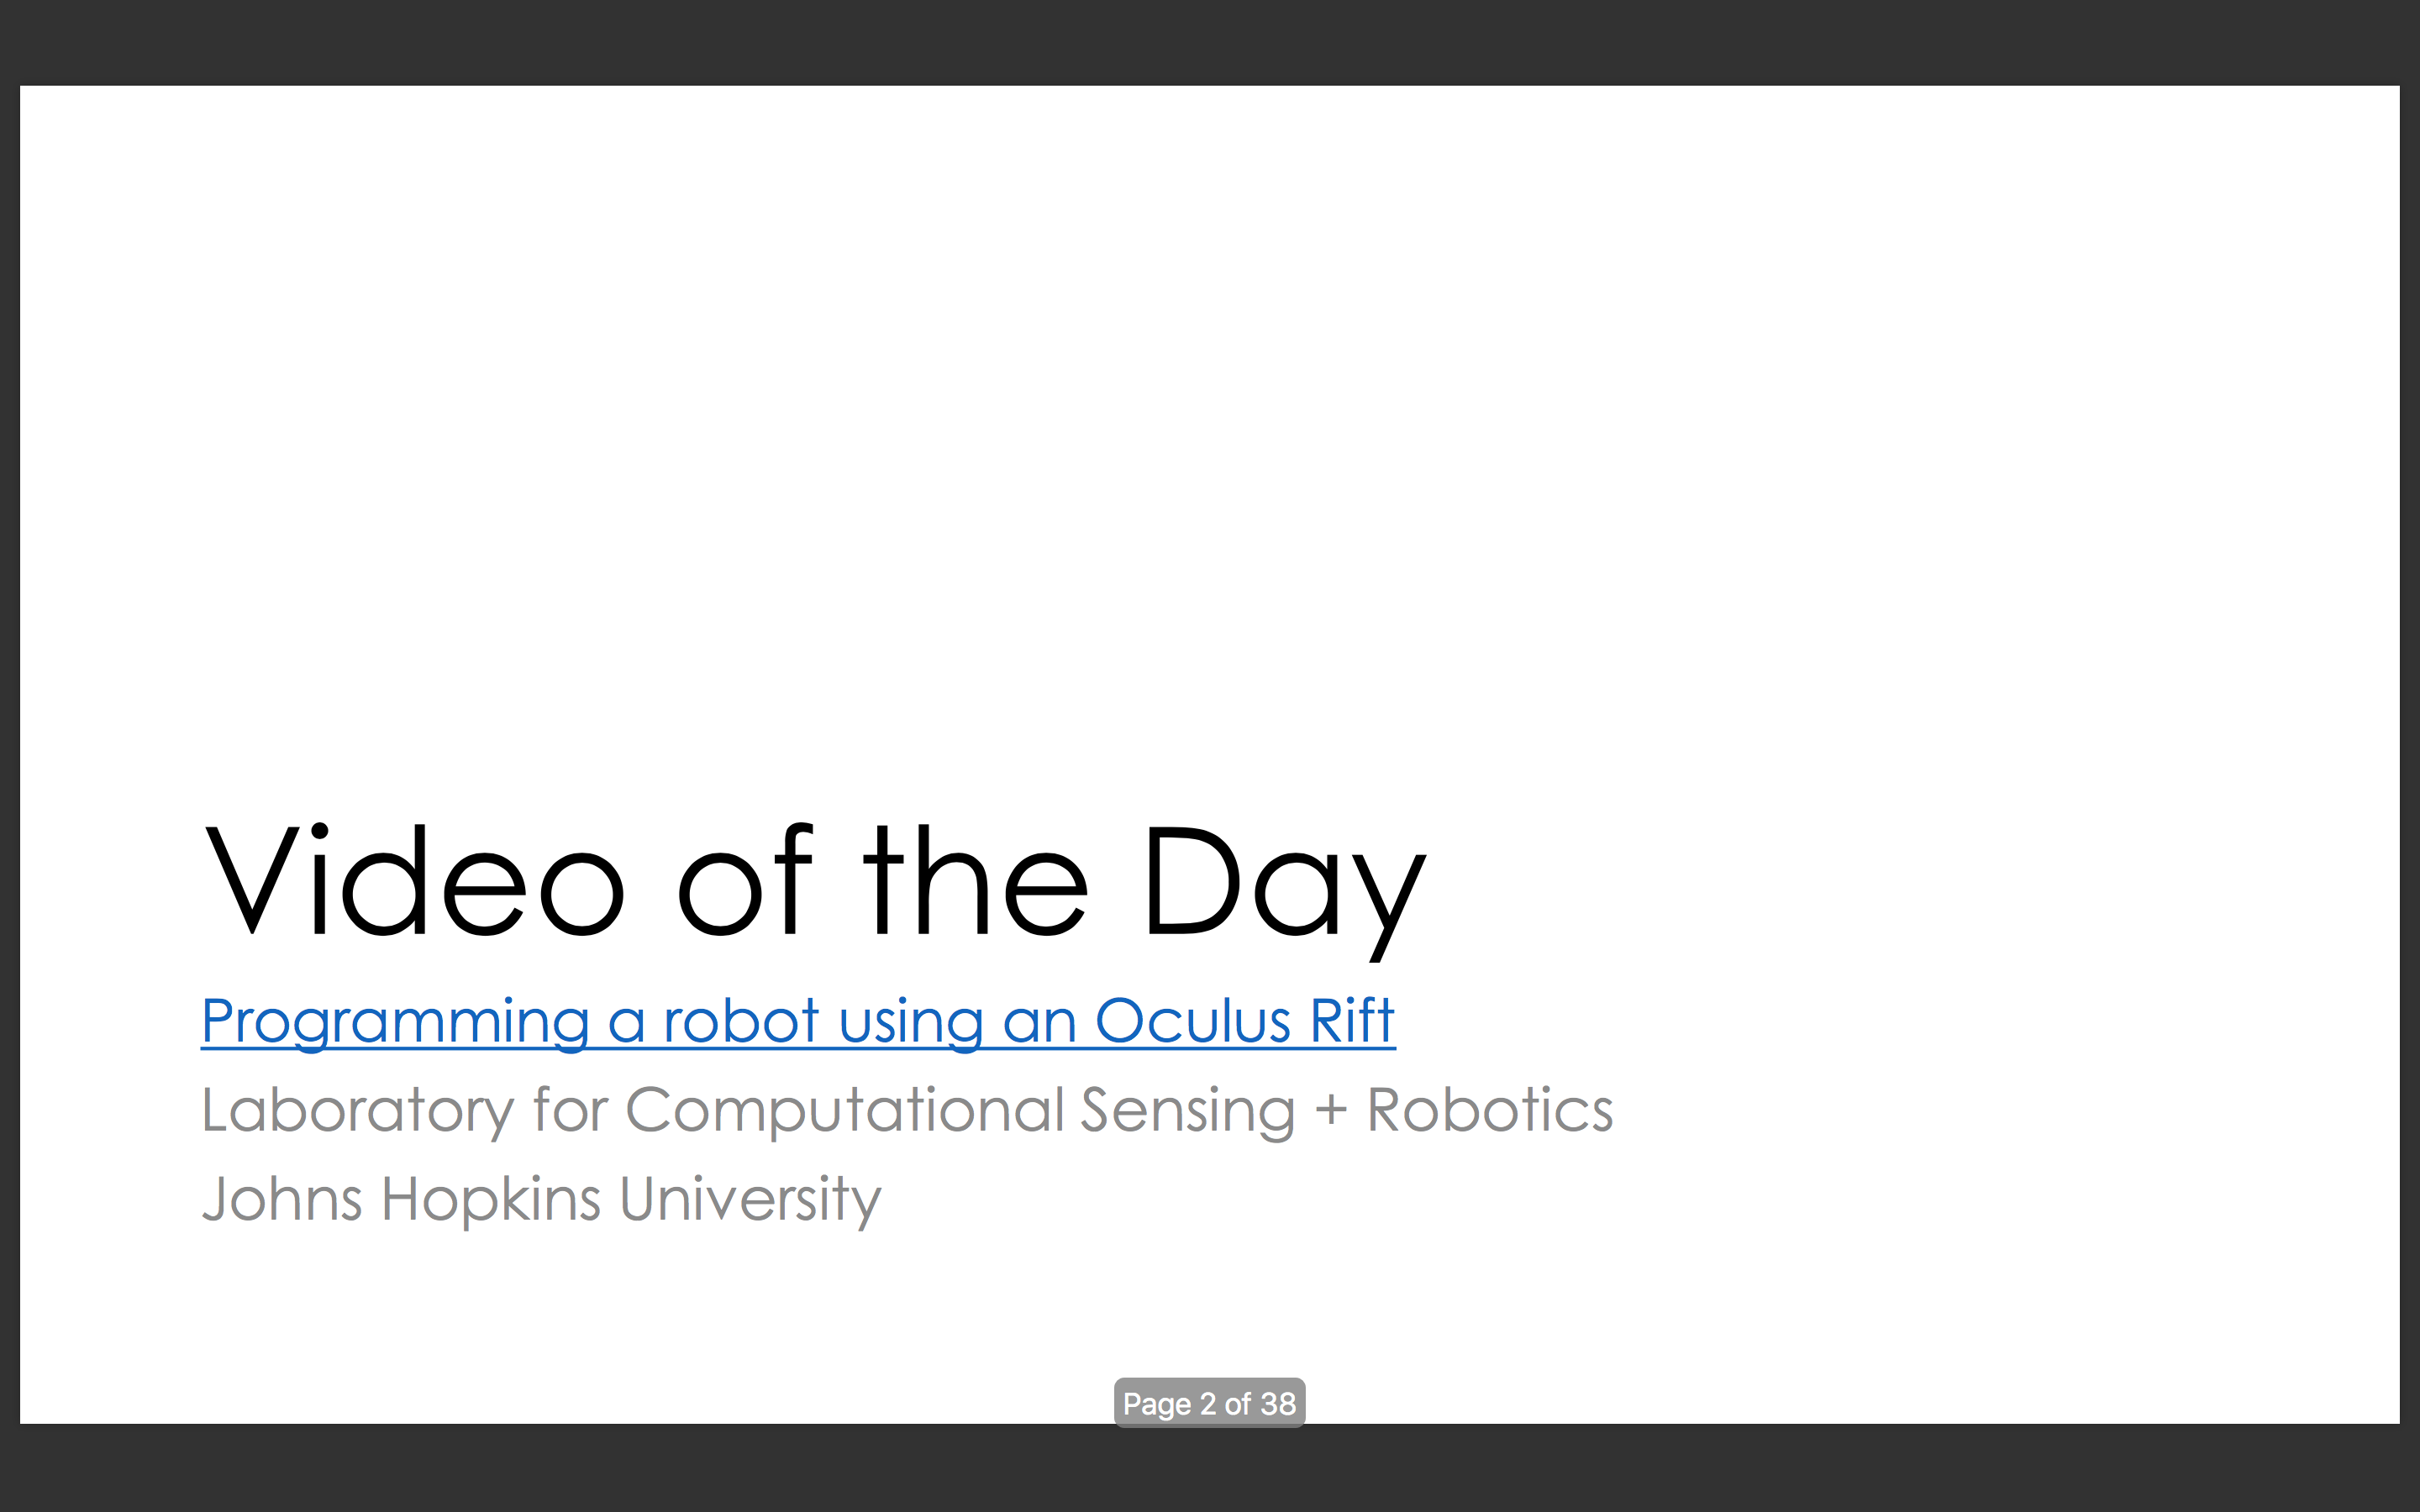 Video of the Day
Programming a robot using an Oculus Rift
Laboratory for Computational Sensing + Robotics
Johns Hopkins University
Page 2 of 38